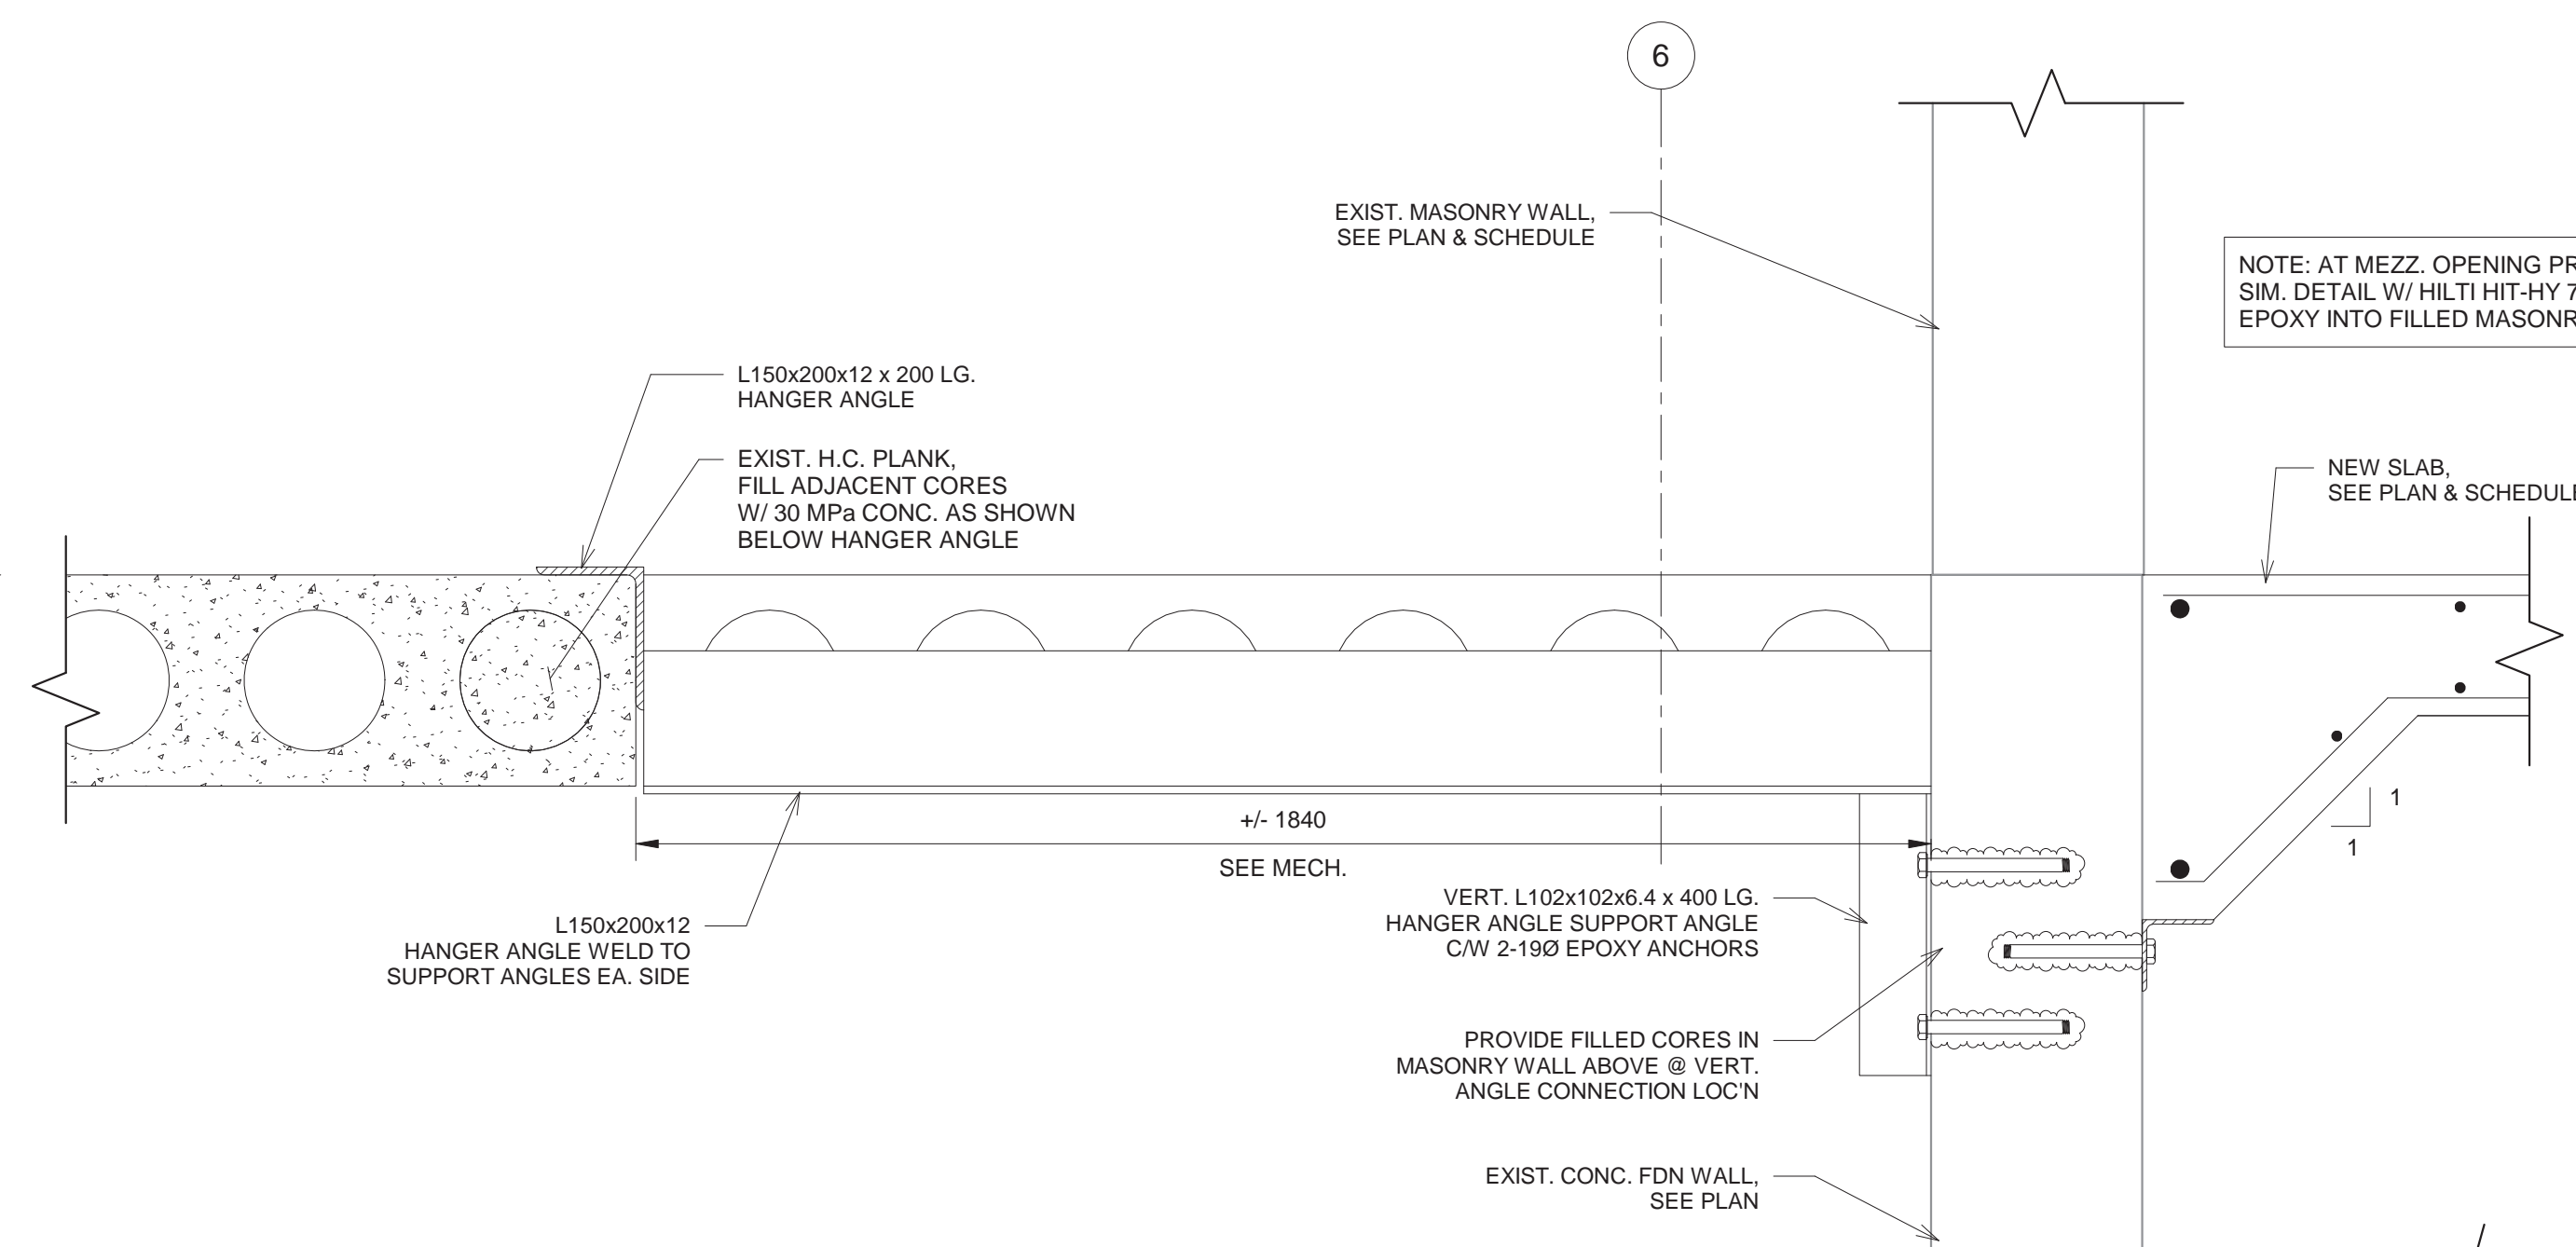 6
EXIST. MASONRY WALL,
SEE PLAN & SCHEDULE
NOTE: AT MEZZ. OPENING
SIM. DETAIL W/ HILTI HIT-HY
EPOXY INTO FILLED
L150x200x12 x 200 LG.
HANGER ANGLE
EXIST. H.C. PLANK,
FILL ADJACENT CORES
W/ 30 MPa CONC. AS SHOWN
BELOW HANGER ANGLE
NEW SLAB,
SEE PLAN & SCHEDULE
+/- 1840
SEE MECH.
1
1
L150x200x12
HANGER ANGLE WELD TO
SUPPORT ANGLES EA. SIDE
VERT. L102x102x6.4 x 400 LG.
HANGER ANGLE SUPPORT ANGLE
C/W 2-19Ø EPOXY ANCHORS
PROVIDE FILLED CORES IN
MASONRY WALL ABOVE @ VERT.
ANGLE CONNECTION LOC'N
EXIST. CONC. FDN WALL,
SEE PLAN